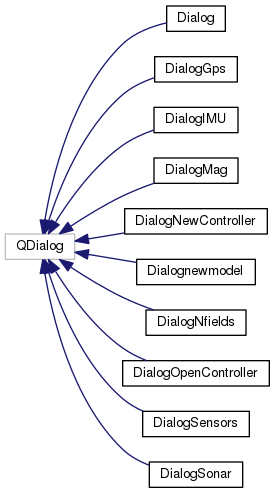 Dialog
DialogGps
DialogIMU
DialogMag
DialogNewController
QDialog
Dialognewmodel
DialogNfields
DialogOpenController
DialogSensors
DialogSonar